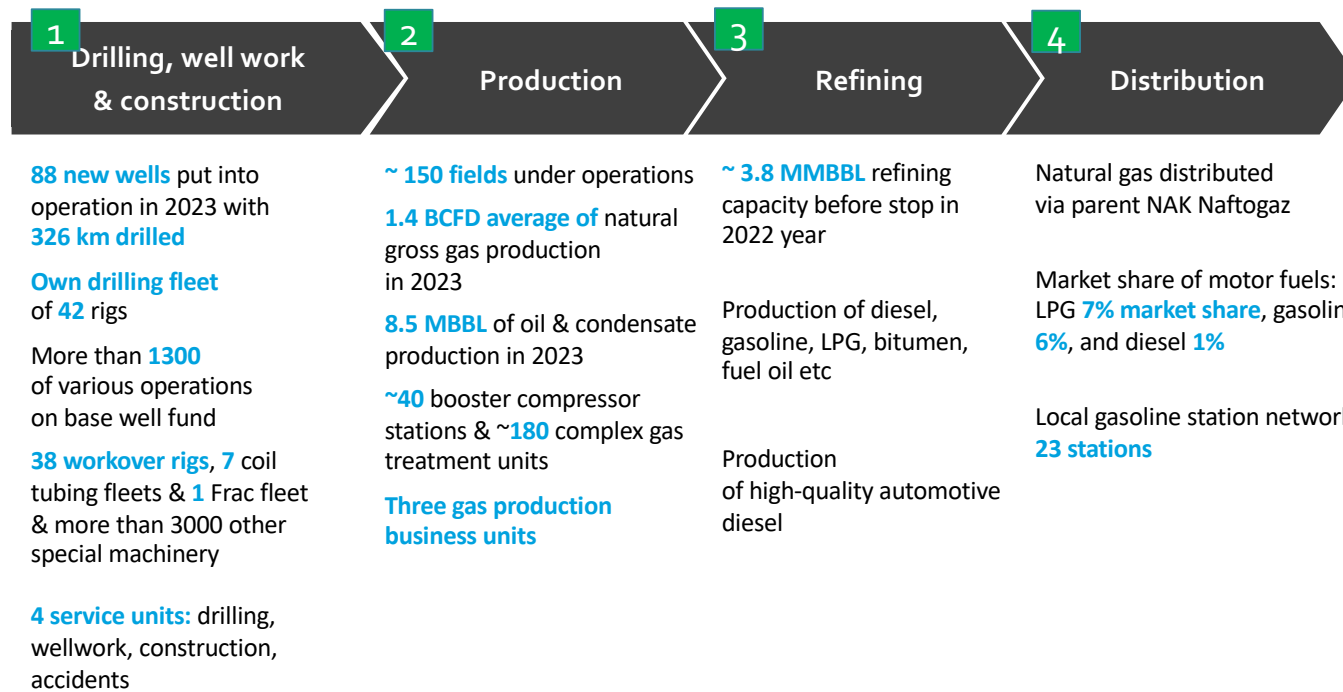 1
Drilling, well work
& construction
2
Production
3
Refining
4
Distribution
88 new wells put into
operation in 2023 with
326 km drilled
Own drilling fleet
of 42 rigs
More than 1300
of various operations
on base well fund
38 workover rigs, 7 coil
tubing fleets & 1 Frac fleet
& more than 3000 other
special machinery
4 service units: drilling,
wellwork, construction,
accidents
~ 150 fields under operations
1.4 BCFD average of natural
gross gas production
in 2023
8.5 MBBL of oil & condensate
production in 2023
~40 booster compressor
stations & ~180 complex gas
treatment units
Three gas production
business units
~ 3.8 MMBBL refining
capacity before stop in
2022 year
Production of diesel,
gasoline, LPG, bitumen,
fuel oil etc
Production
of high-quality automotive
diesel
Natural gas distributed
via parent NAK Naftogaz
Market share of motor fuels:
LPG 7% market share, gasolin
6%, and diesel 1%
Local gasoline station network
23 stations